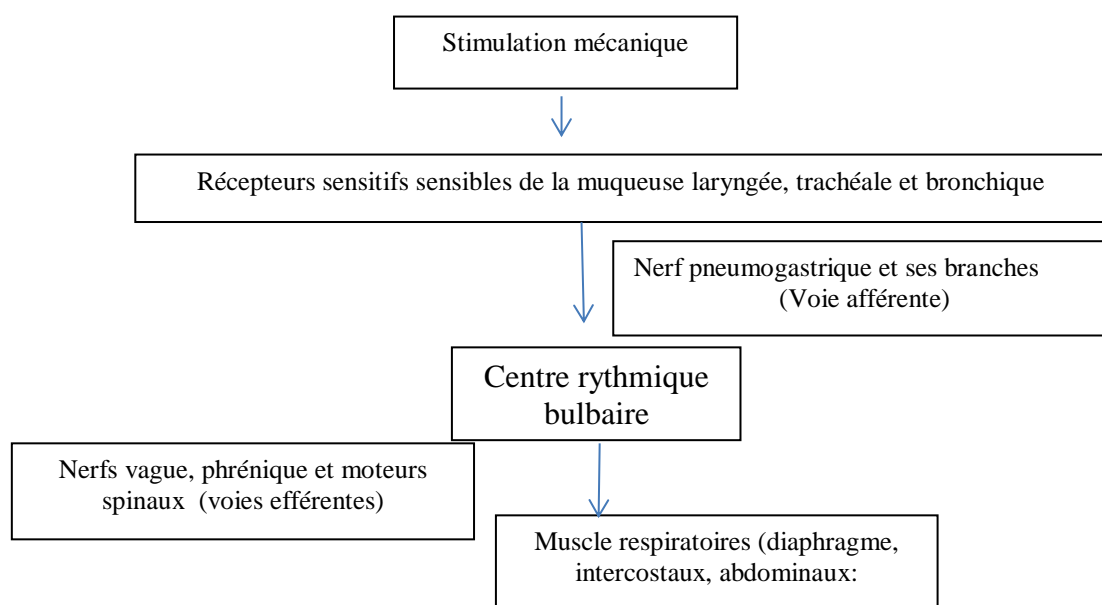 Stimulation mécanique
Récepteurs sensitifs sensibles de la muqueuse laryngée, trachéale et bronchique
Nerf pneumogastrique et ses branches
(Voie afférente)
Centre rythmique
bulbaire
Nerfs vague, phrénique et moteurs
spinaux (voies efférentes)
Muscle respiratoires (diaphragme,
intercostaux, abdominaux: